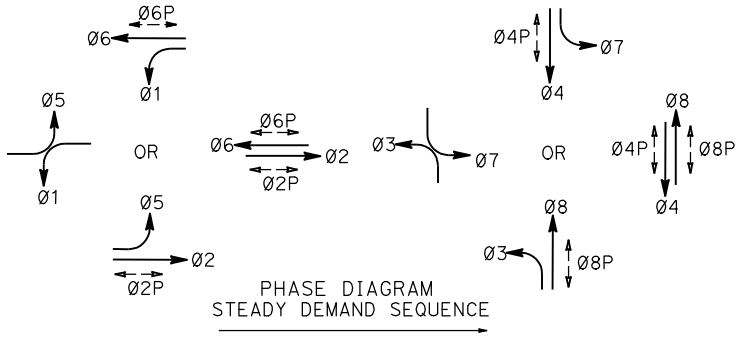 Ø6P
Ø6
Ø1
Ø5
OR
Ø1
Ø5
Ø2
Ø2P
Ø6P
Ø6
Ø2
Ø2P
Ø4P
Ø7
Ø4
Ø3
Ø7
OR
Ø8
Ø3
Ø8P
Ø8
Ø4P
Ø8P
Ø4
PHASE DIAGRAM
STEADY DEMAND SEQUENCE